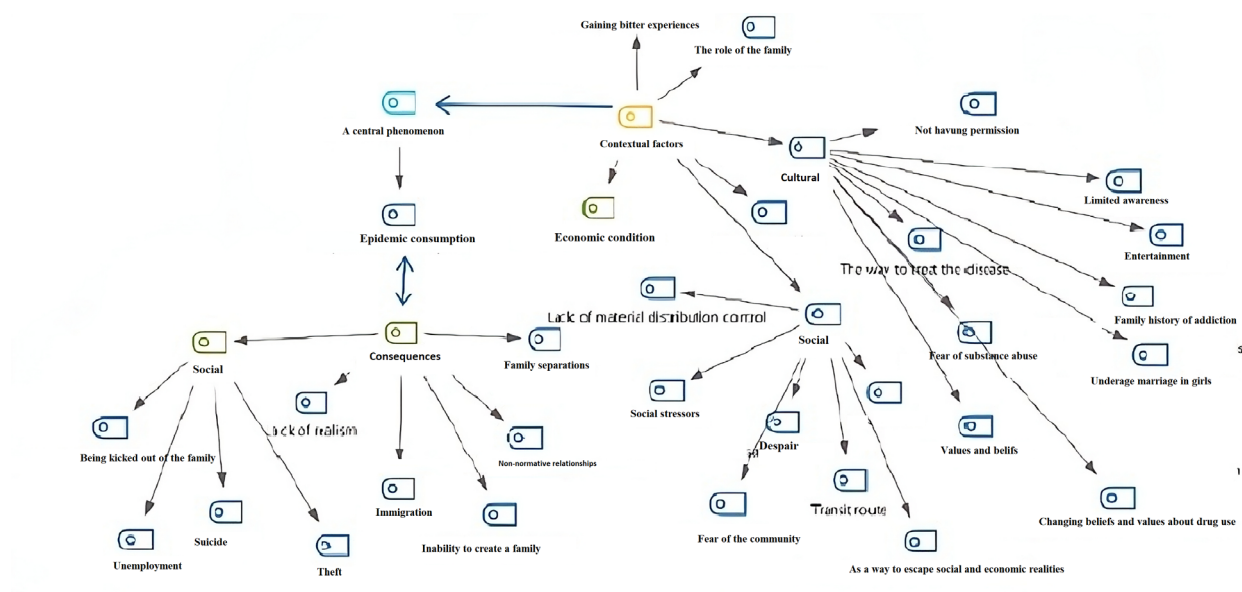 Gaining bitter experiences
The role of the family
A central phenomenon
Contextual factors
Not havung permission
Cultural
Limited awareness
Epidemic consumption
Economic condition
Entertainment
The way to treat the disease
Lack of material distribution control
Family history of addiction
Social
Consequences
Family separations
Social
Fear of substance abuse
Underage marriage in girls
Social stressors
Lack of realism
Being kicked out of the family
Non-normative relationships
Despair
Values and belifs
Immigration
Transit route
Changing beliefs and values about drug use
Suicide
Inability to create a family
Fear of the community
Unemployment
Theft
As a way to escape social and economic realities